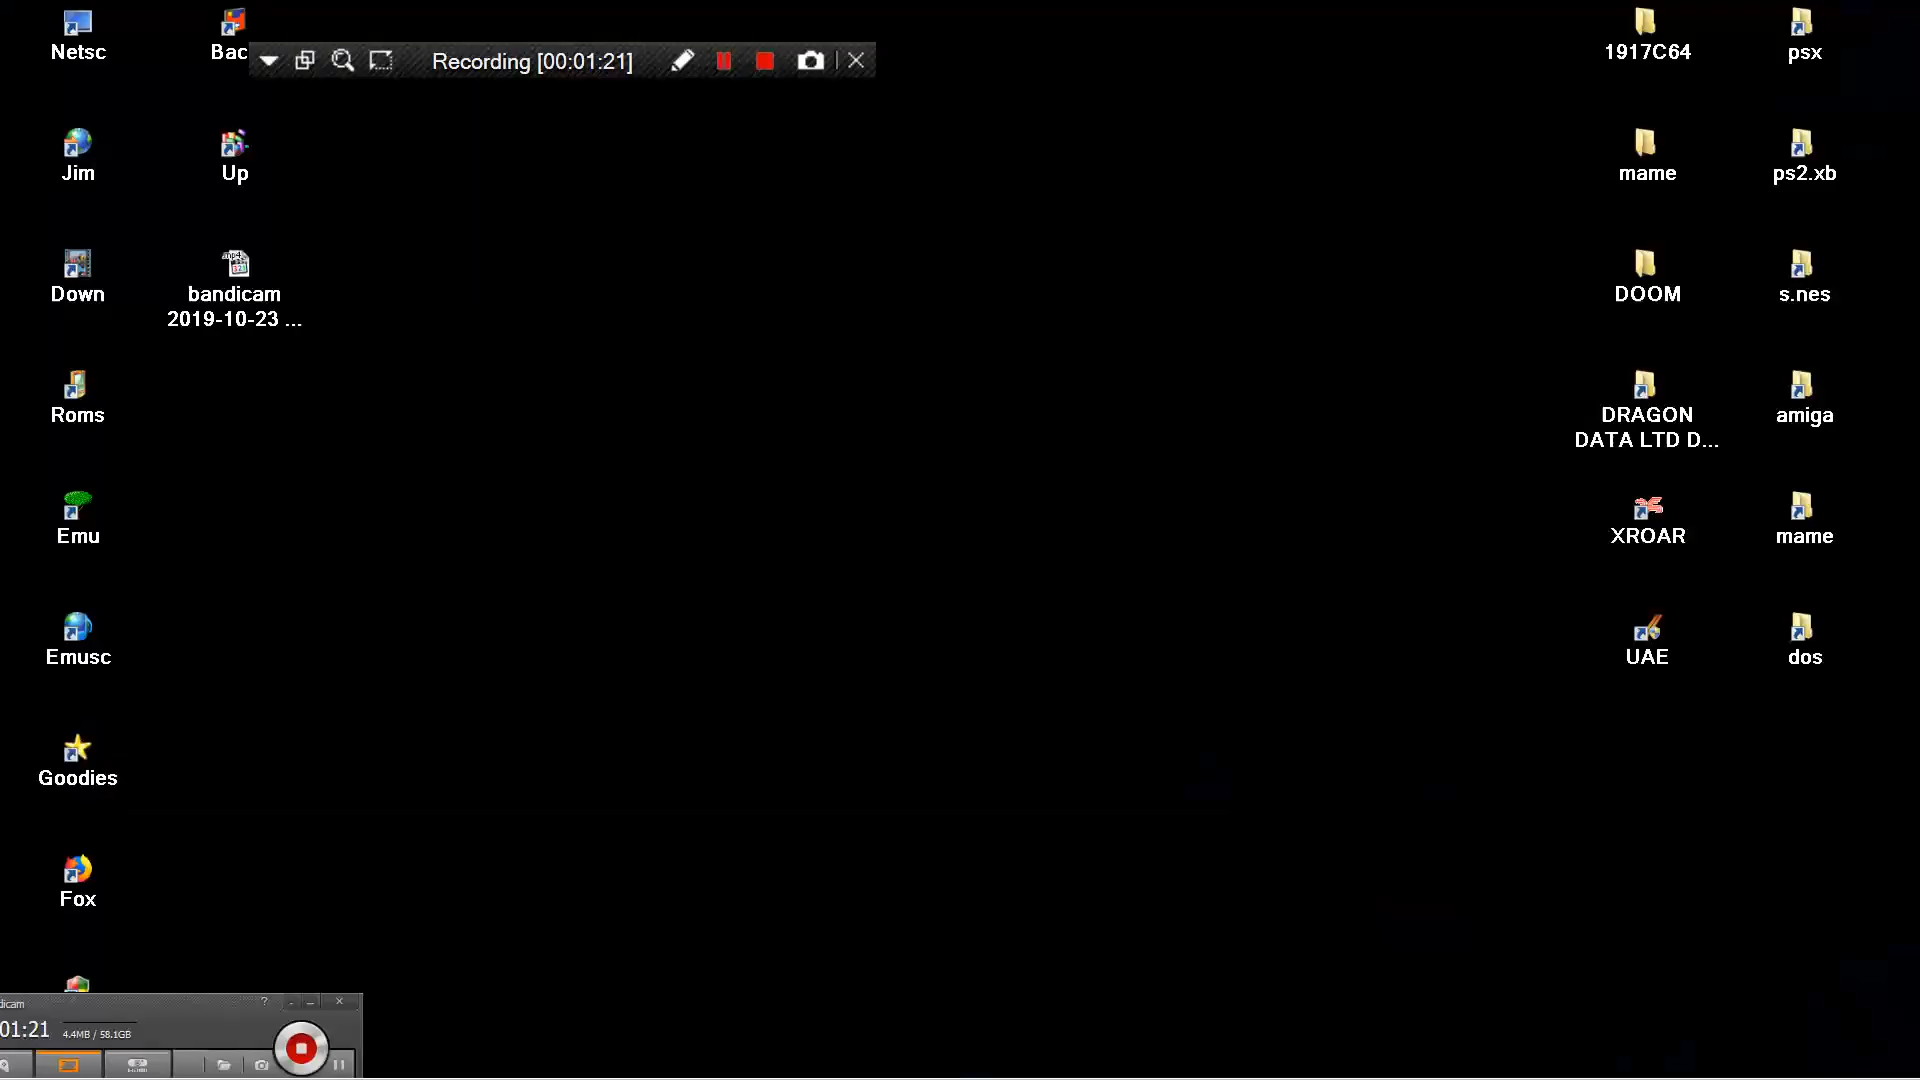 Netsc
Bac
Recording [00:01:21]
1917C64
psx
Jim
Up
mame
ps2.xb
Down
bandicam
2019-10-23 ...
DOOM
s.nes
Roms
DRAGON
DATA LTD D...
amiga
Emu
XROAR
mame
Emusc
UAE
dos
Goodies
Fox
dicam
?
01:21
4.4MB / 58.1GB